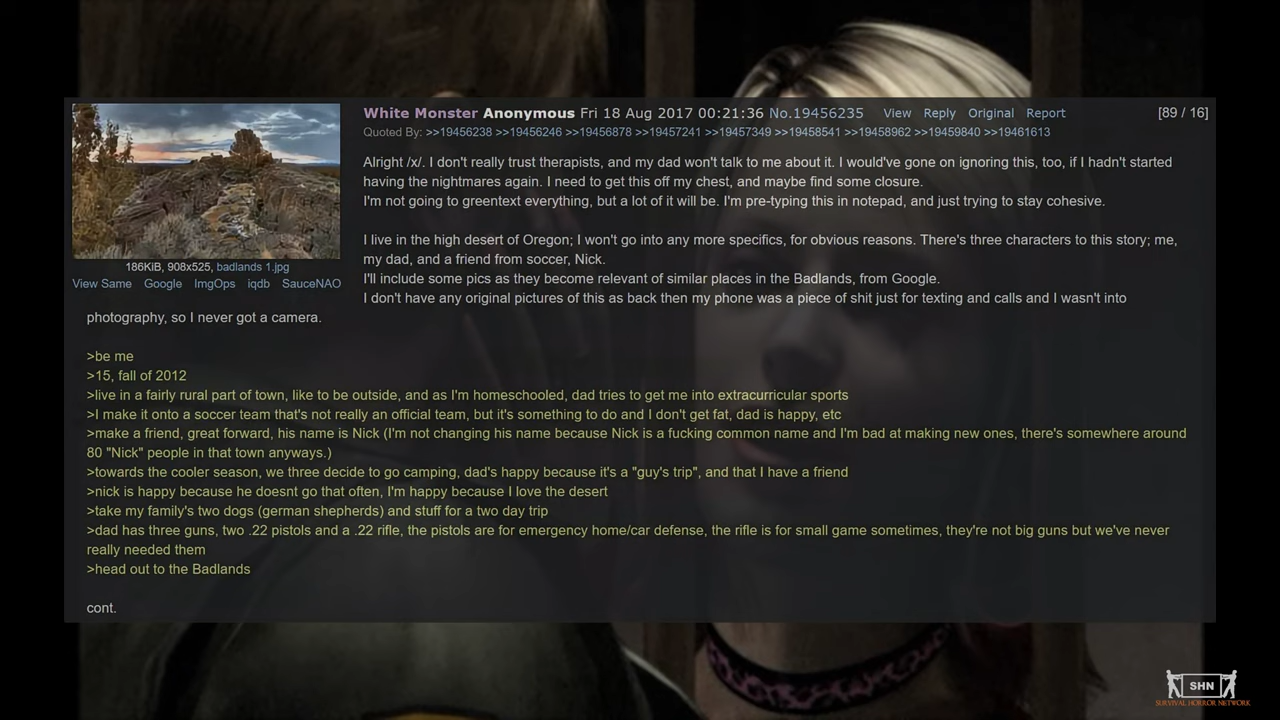 White Monster Anonymous Fri 18 Aug 2017 00:21:36 No.19456235 View Reply Original Report [89 / 16]
Quoted By: >>19456238 >>19456246 >>19456878 >>19457241 >>19457349 >>19458541 >>19458962 >>19459840 >>19461613
Alright /x/. I don't really trust therapists, and my dad won't talk to me about it. I would've gone on ignoring this, too, if I hadn't started
having the nightmares again. I need to get this off my chest, and maybe find some closure.
I'm not going to greentext everything, but a lot of it will be. I'm pre-typing this in notepad, and just trying to stay cohesive.
I live in the high desert of Oregon; I won't go into any more specifics, for obvious reasons. There's three characters to this story; me,
my dad, and a friend from soccer, Nick.
186KiB, 908x525, badlands 1.jpg
View Same Google ImgOps iqdb SauceNAO
I'll include some pics as they become relevant of similar places in the Badlands, from Google.
I don't have any original pictures of this as back then my phone was a piece of shit just for texting and calls and I wasn't into
photography, so I never got a camera.
>be me
>15, fall of 2012
>live in a fairly rural part of town, like to be outside, and as I'm homeschooled, dad tries to get me into extracurricular sports
>I make it onto a soccer team that's not really an official team, but it's something to do and I don't get fat, dad is happy, etc
>make a friend, great forward, his name is Nick (I'm not changing his name because Nick is a fucking common name and I'm bad at making new ones, there's somewhere around
80 "Nick" people in that town anyways.)
>towards the cooler season, we three decide to go camping, dad's happy because it's a "guy's trip", and that I have a friend
>nick is happy because he doesnt go that often, I'm happy because I love the desert
>take my family's two dogs (german shepherds) and stuff for a two day trip
>dad has three guns, two .22 pistols and a .22 rifle, the pistols are for emergency home/car defense, the rifle is for small game sometimes, they're not big guns but we've never
really needed them
>head out to the Badlands
cont.
SHN
SURVIVAL HORROR NETWORK